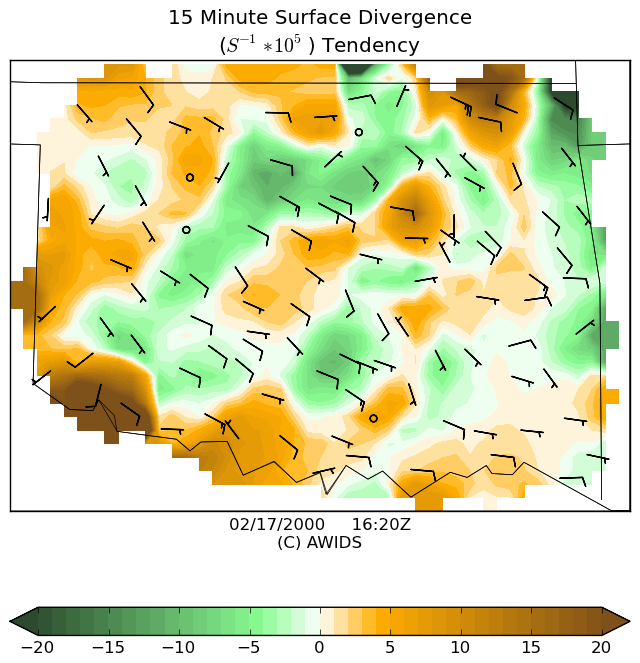 15 Minute Surface Divergence
($S^{-1} * 10^5$ ) Tendency
02/17/2000 16:20Z
(C) AWIDS
−20 −15 −10 −5 0 5 10 15 20